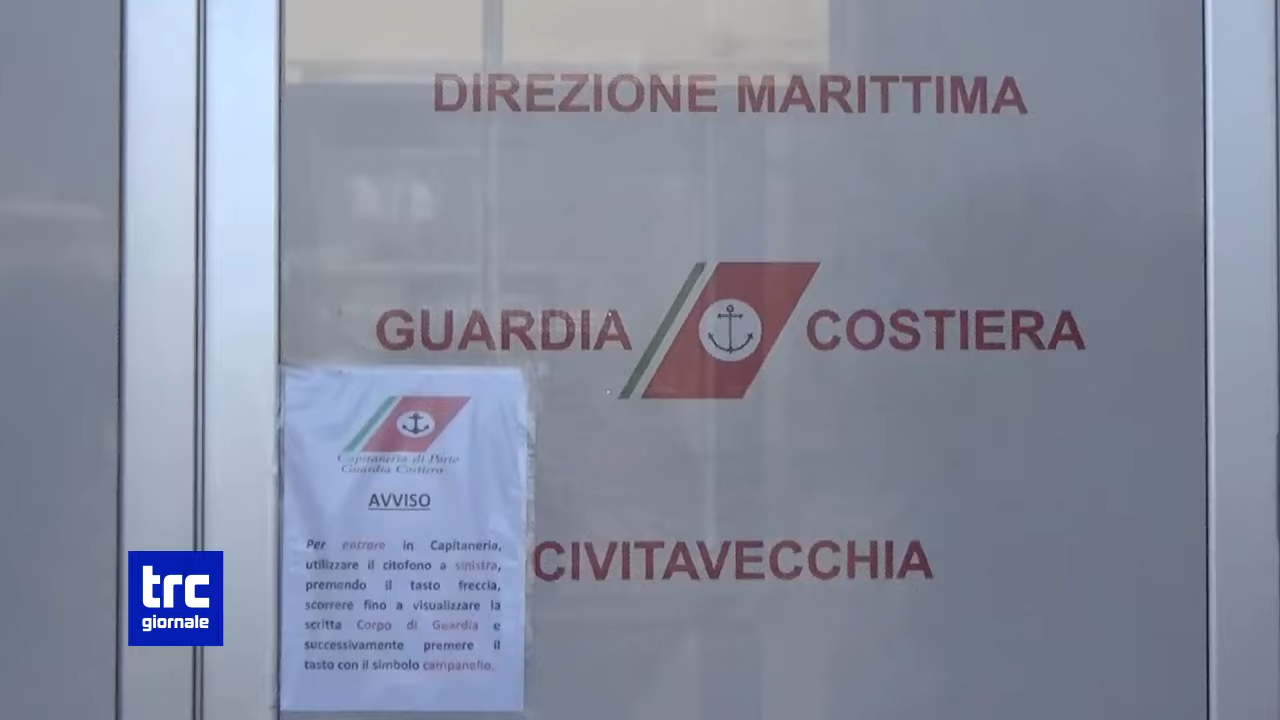 DIREZIONE MARITTIMA
GUARDIA COSTIERA
CIVITAVECCHIA
Capitaneria di Porto
Guardia Costiera
AVVISO
Per entrare in Capitaneria,
utilizzare il citofono a sinistra,
premendo il tasto freccia,
scorrere fino a visualizzare la
scritta Corpo di Guardia e
successivamente premere il
tasto con il simbolo campanello.
trc
giornale